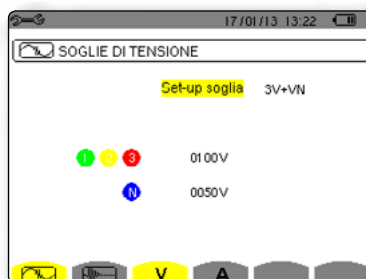 17/01/13 13:22
SOGLIE DI TENSIONE
Set-up soglia 3V+VN
1 2 3 0100V
N 0050V
V A